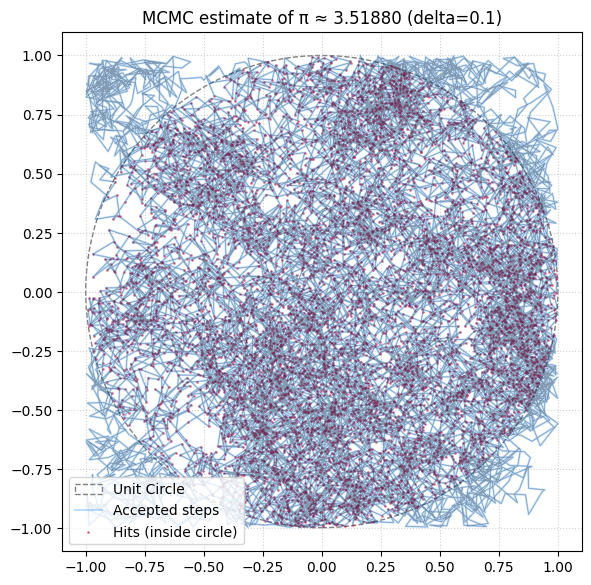 MCMC estimate of π ≈ 3.51880 (delta=0.1)
1.00
0.75
0.50
0.25
0.00
−0.25
−0.50
−0.75
−1.00
Unit Circle
Accepted steps
Hits (inside circle)
−1.00 −0.75 −0.50 −0.25 0.00 0.25 0.50 0.75 1.00